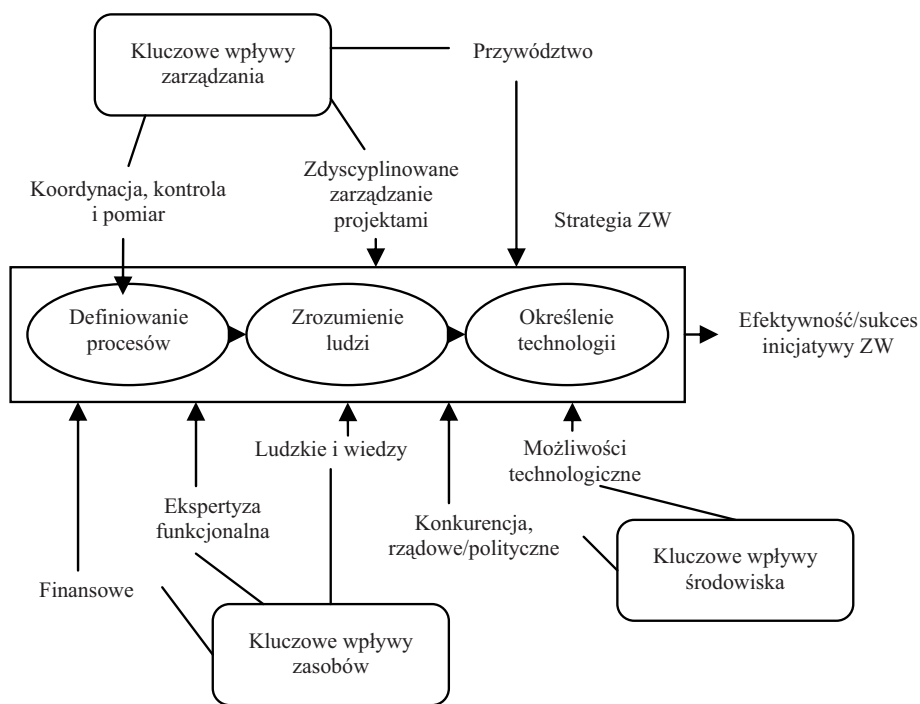 Kluczowe wpływy
zarządzania
Przywództwo
Koordynacja, kontrola
i pomiar
Zdyscyplinowane
zarządzanie
projektami
Strategia ZW
Definiowanie
procesów
Zrozumienie
ludzi
Określenie
technologii
Efektywność/sukces
inicjatywy ZW
Ludzkie i wiedzy
Możliwości
technologiczne
Ekspertyza
funkcjonalna
Konkurencja,
rządowe/polityczne
Kluczowe wpływy
środowiska
Finansowe
Kluczowe wpływy
zasobów